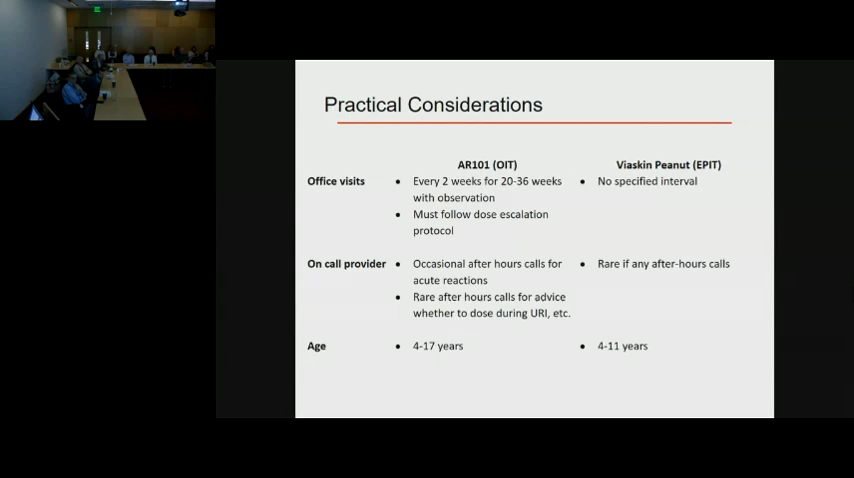 Practical Considerations
AR101 (OIT) Viaskin Peanut (EPIT)
Office visits • Every 2 weeks for 20-36 weeks • No specified interval
with observation
• Must follow dose escalation
protocol
On call provider • Occasional after hours calls for • Rare if any after-hours calls
acute reactions
• Rare after hours calls for advice
whether to dose during URI, etc.
Age • 4-17 years • 4-11 years